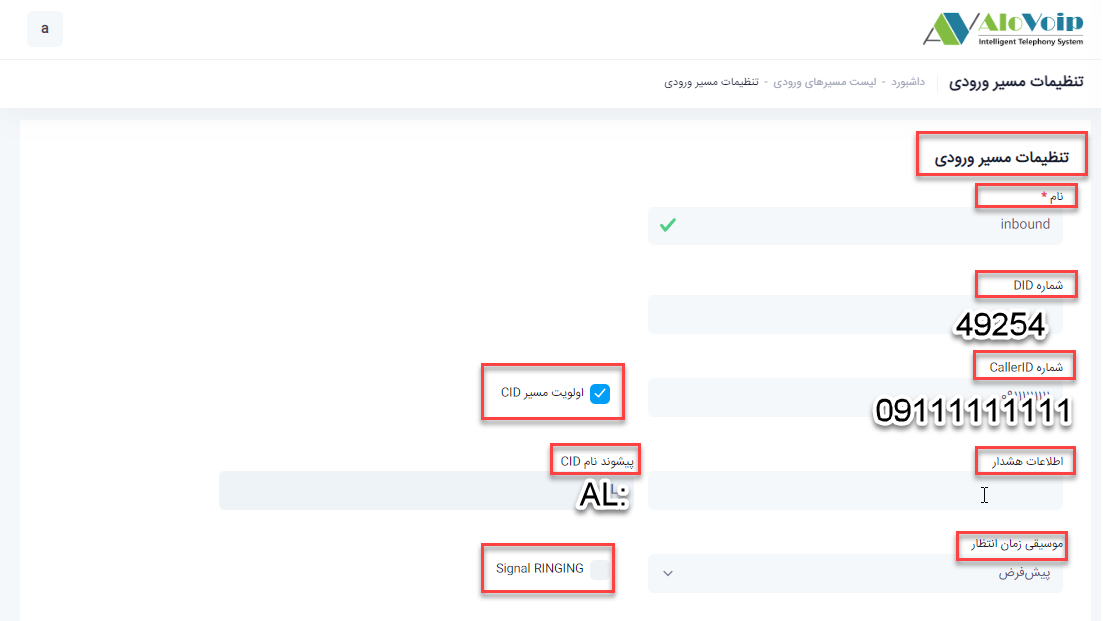 a
AloVoip
Intelligent Telephony System
تنظیمات مسیر ورودی
داشبورد - لیست مسیرهای ورودی - تنظیمات مسیر ورودی
تنظیمات مسیر ورودی
نام *
inbound
شماره DID
49254
شماره CallerID
09111111111
اولویت مسیر CID
اطلاعات هشدار
پیشوند نام CID
AL:
موسیقی زمان انتظار
پیش‌فرض
Signal RINGING